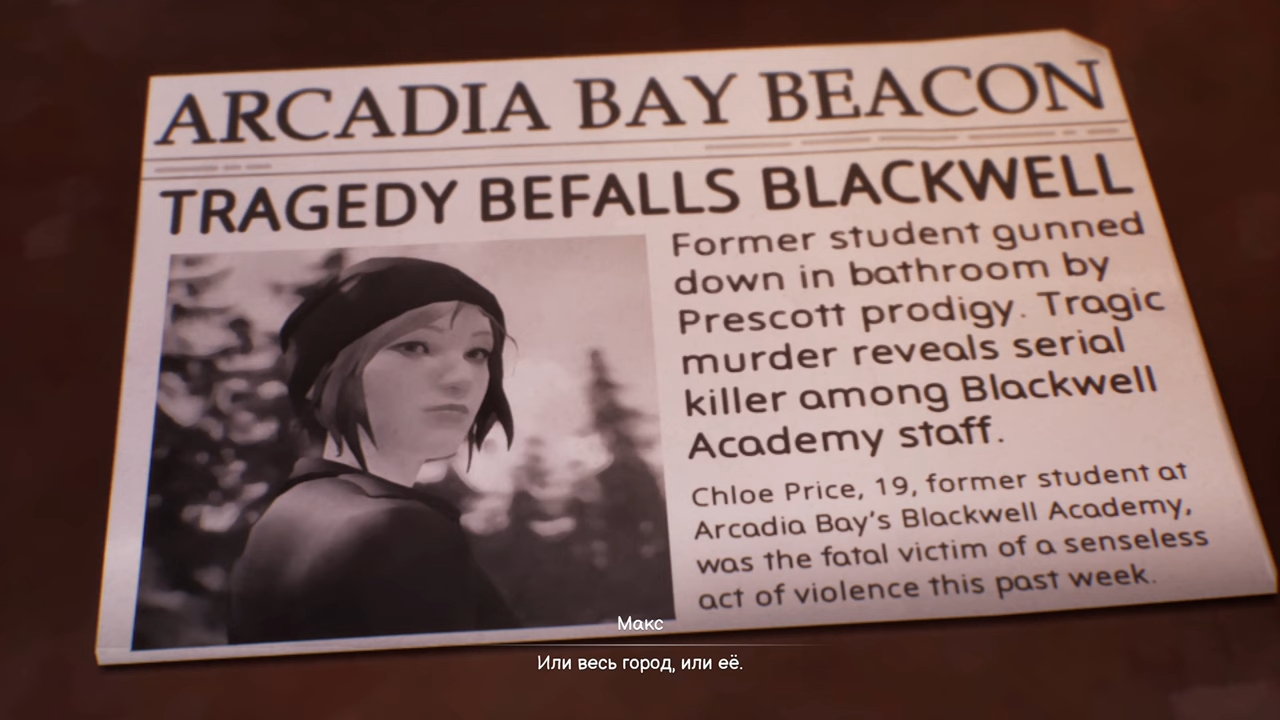 ARCADIA BAY BEACON
TRAGEDY BEFALLS BLACKWELL
Former student gunned
down in bathroom by
Prescott prodigy. Tragic
murder reveals serial
killer among Blackwell
Academy staff.
Chloe Price, 19, former student at
Arcadia Bay's Blackwell Academy,
was the fatal victim of a senseless
act of violence this past week.
Макс
Или весь город, или её.